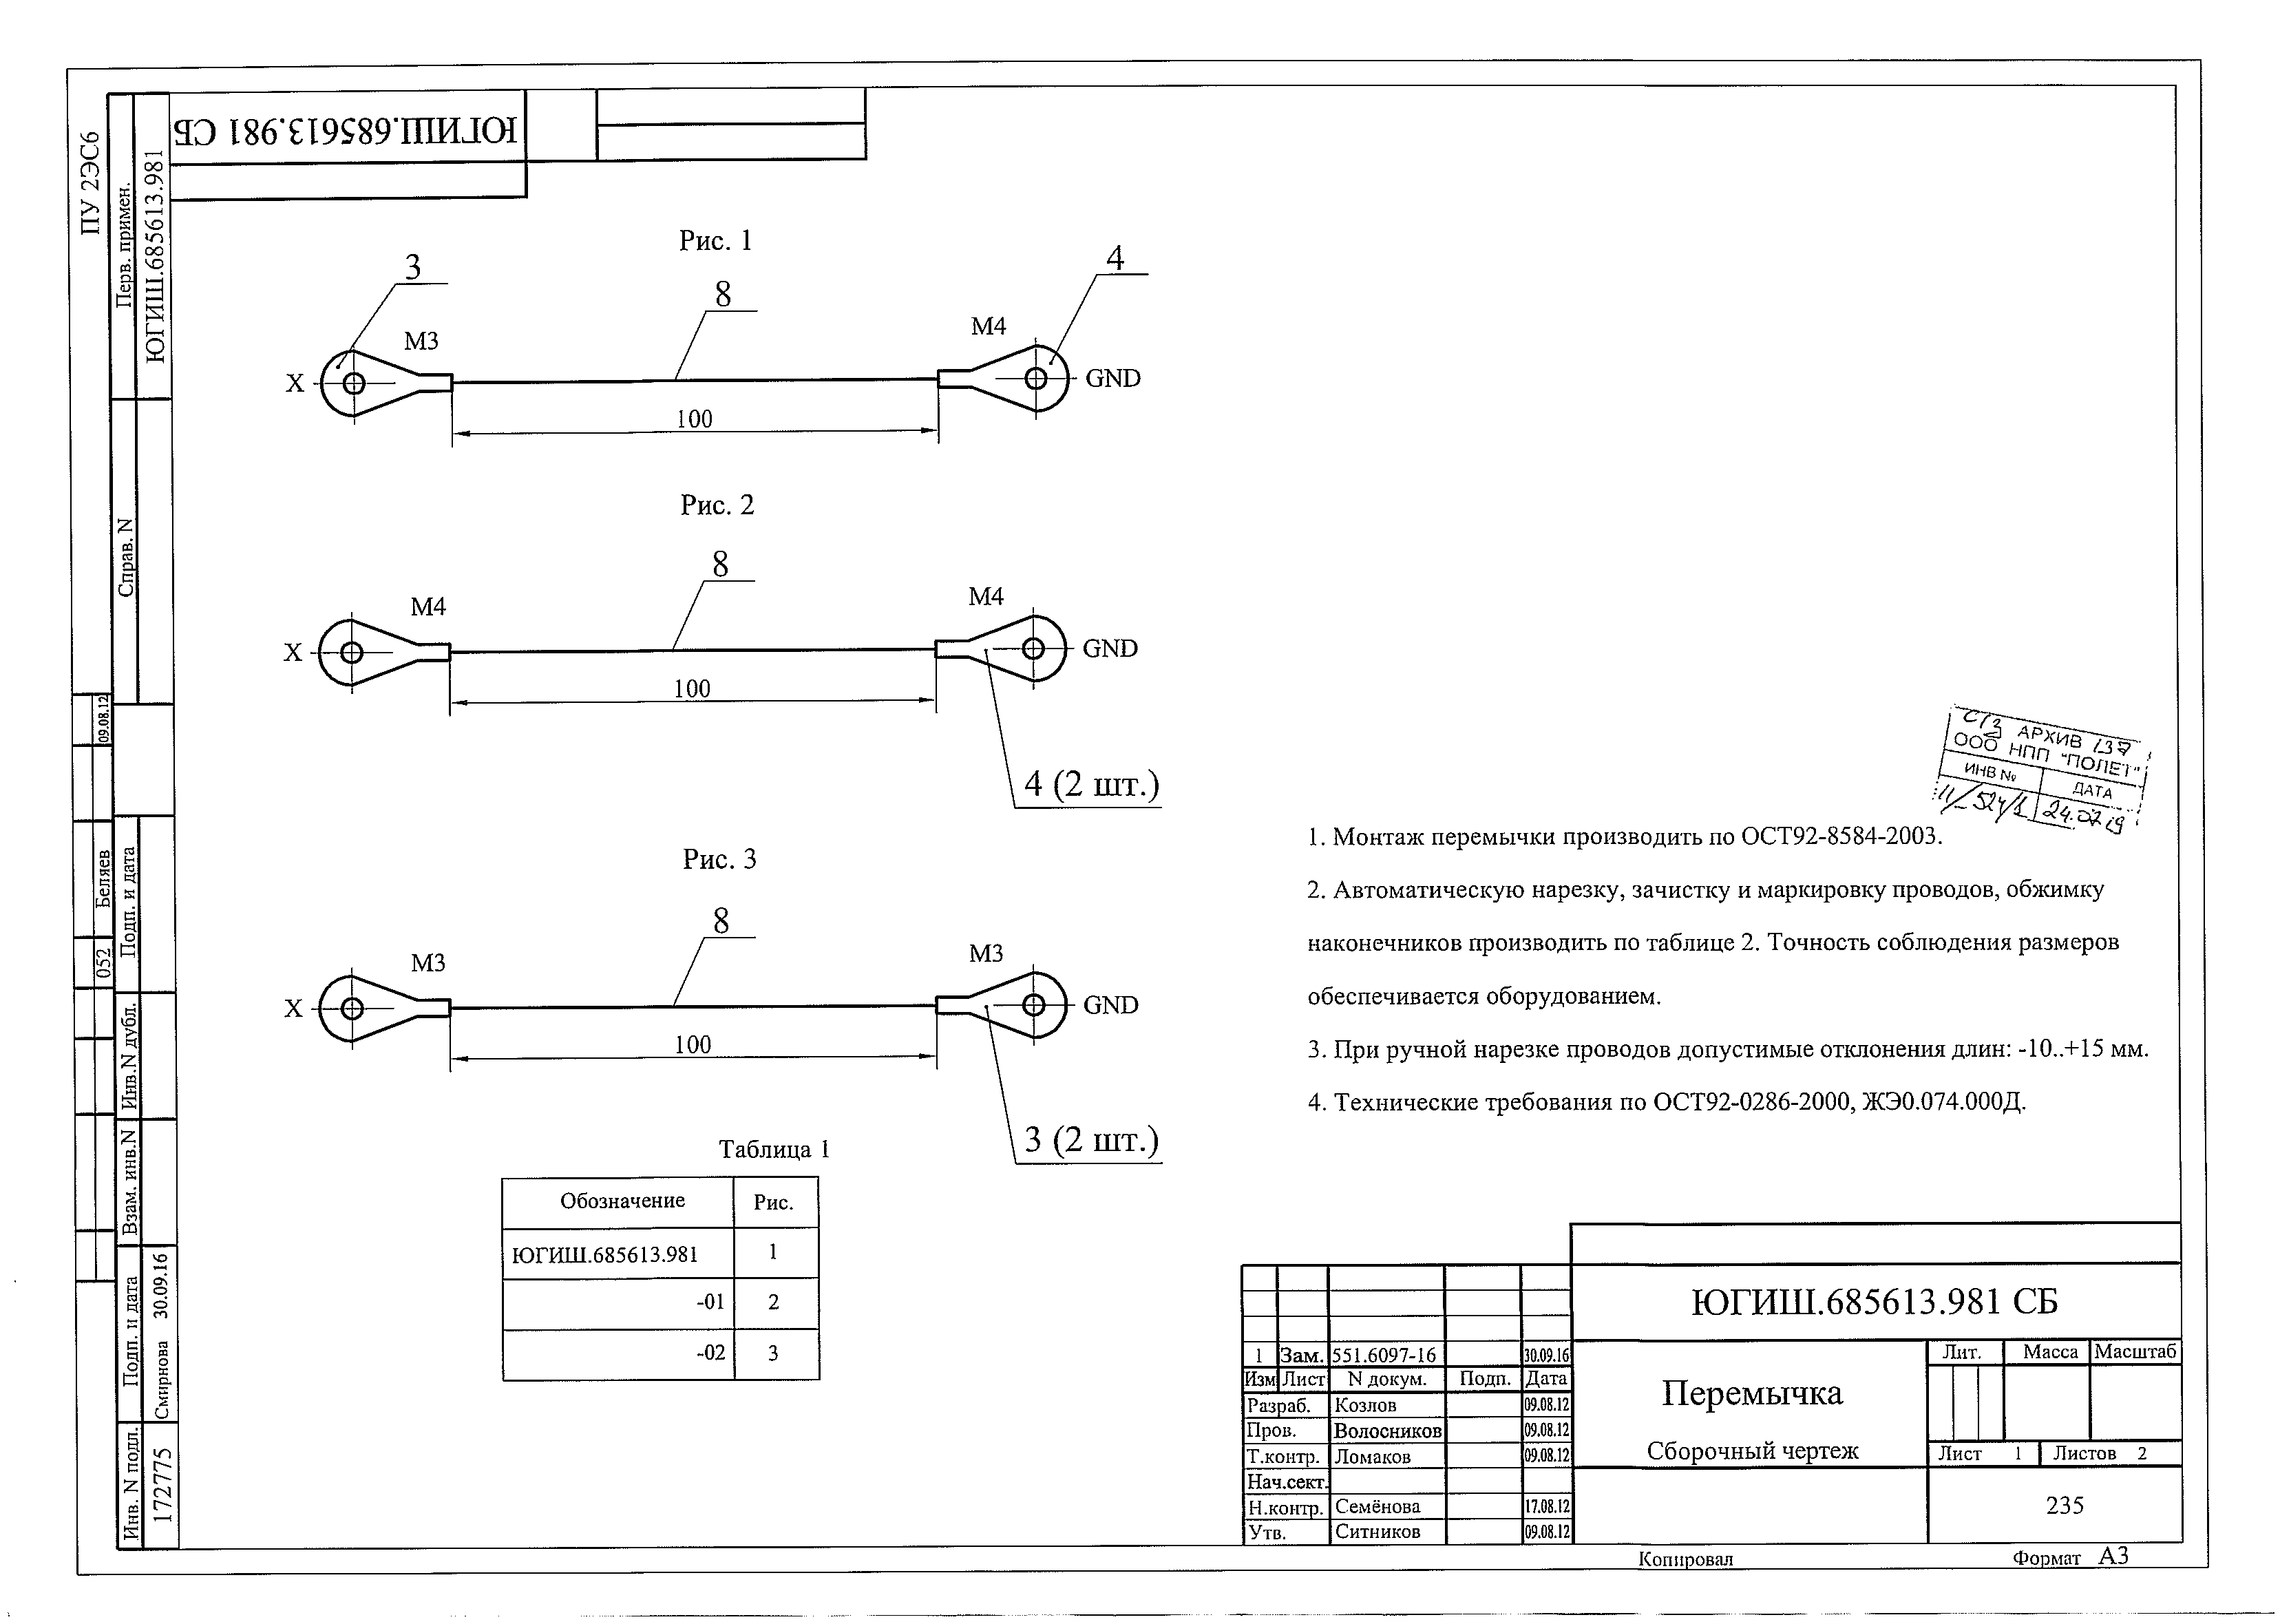 ЮГИШ.685613.981 СБ
ПУ 2ЭС6
Перв. примен.
ЮГИШ.685613.981
Справ. N
09.08.12
Беляев
052
Подп. и дата
Инв.N дубл.
Взам. инв.N
Подп. и дата
Смирнова 30.09.16
Инв. N подл.
172775
Рис. 1
3
8
4
M3
M4
X
GND
100
Рис. 2
8
M4
M4
X
GND
100
4 (2 шт.)
Рис. 3
8
M3
M3
X
GND
100
3 (2 шт.)
Таблица 1
Обозначение Рис.
ЮГИШ.685613.981 1
-01 2
-02 3
АРХИВ
ООО НПП "ПОЛЕТ"
ИНВ № ДАТА
1. Монтаж перемычки производить по ОСТ92-8584-2003.
2. Автоматическую нарезку, зачистку и маркировку проводов, обжимку
наконечников производить по таблице 2. Точность соблюдения размеров
обеспечивается оборудованием.
3. При ручной нарезке проводов допустимые отклонения длин: -10..+15 мм.
4. Технические требования по ОСТ92-0286-2000, ЖЭ0.074.000Д.
ЮГИШ.685613.981 СБ
1 Зам. 551.6097-16 30.09.16
Изм Лист N докум. Подп. Дата
Разраб. Козлов 09.08.12
Пров. Волосников 09.08.12
Т.контр. Ломаков 09.08.12
Нач.сект.
Н.контр. Семёнова 17.08.12
Утв. Ситников 09.08.12
Перемычка
Сборочный чертеж
Лит. Масса Масштаб
Лист 1 Листов 2
235
Копировал
Формат А3